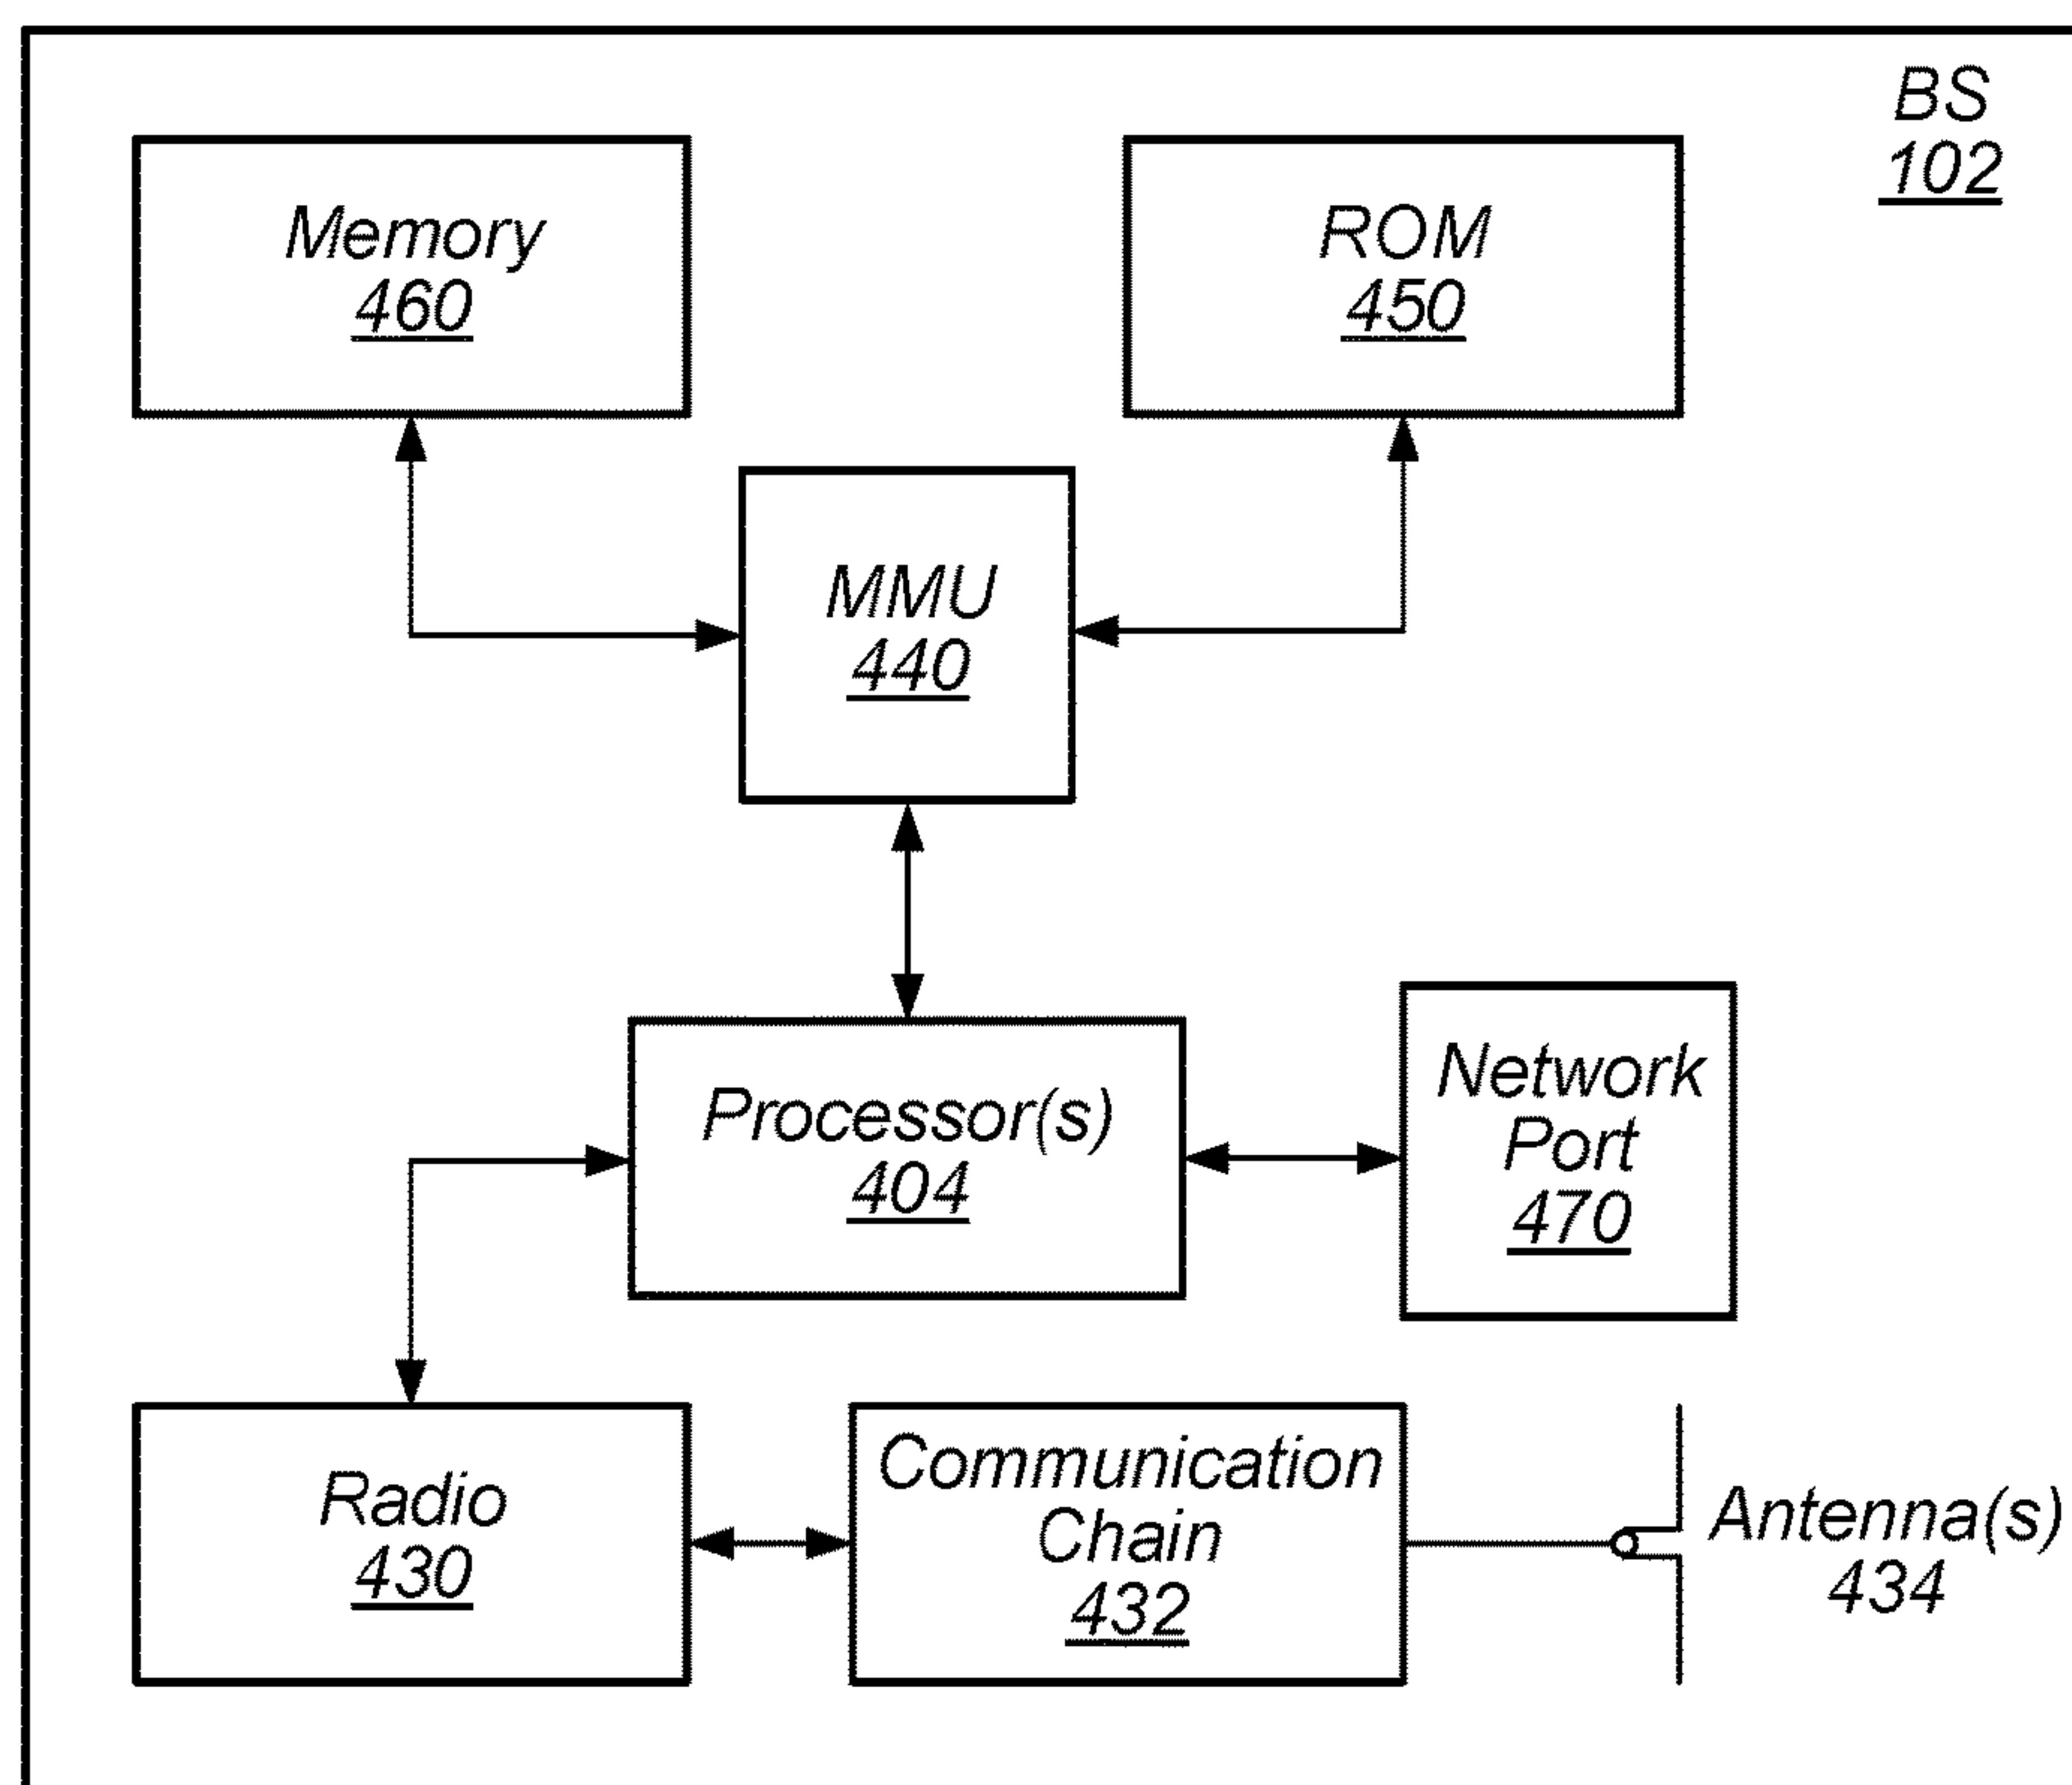 BS
102
Memory
460
ROM
450
MMU
440
Processor(s)
404
Network
Port
470
Radio
430
Communication
Chain
432
Antenna(s)
434